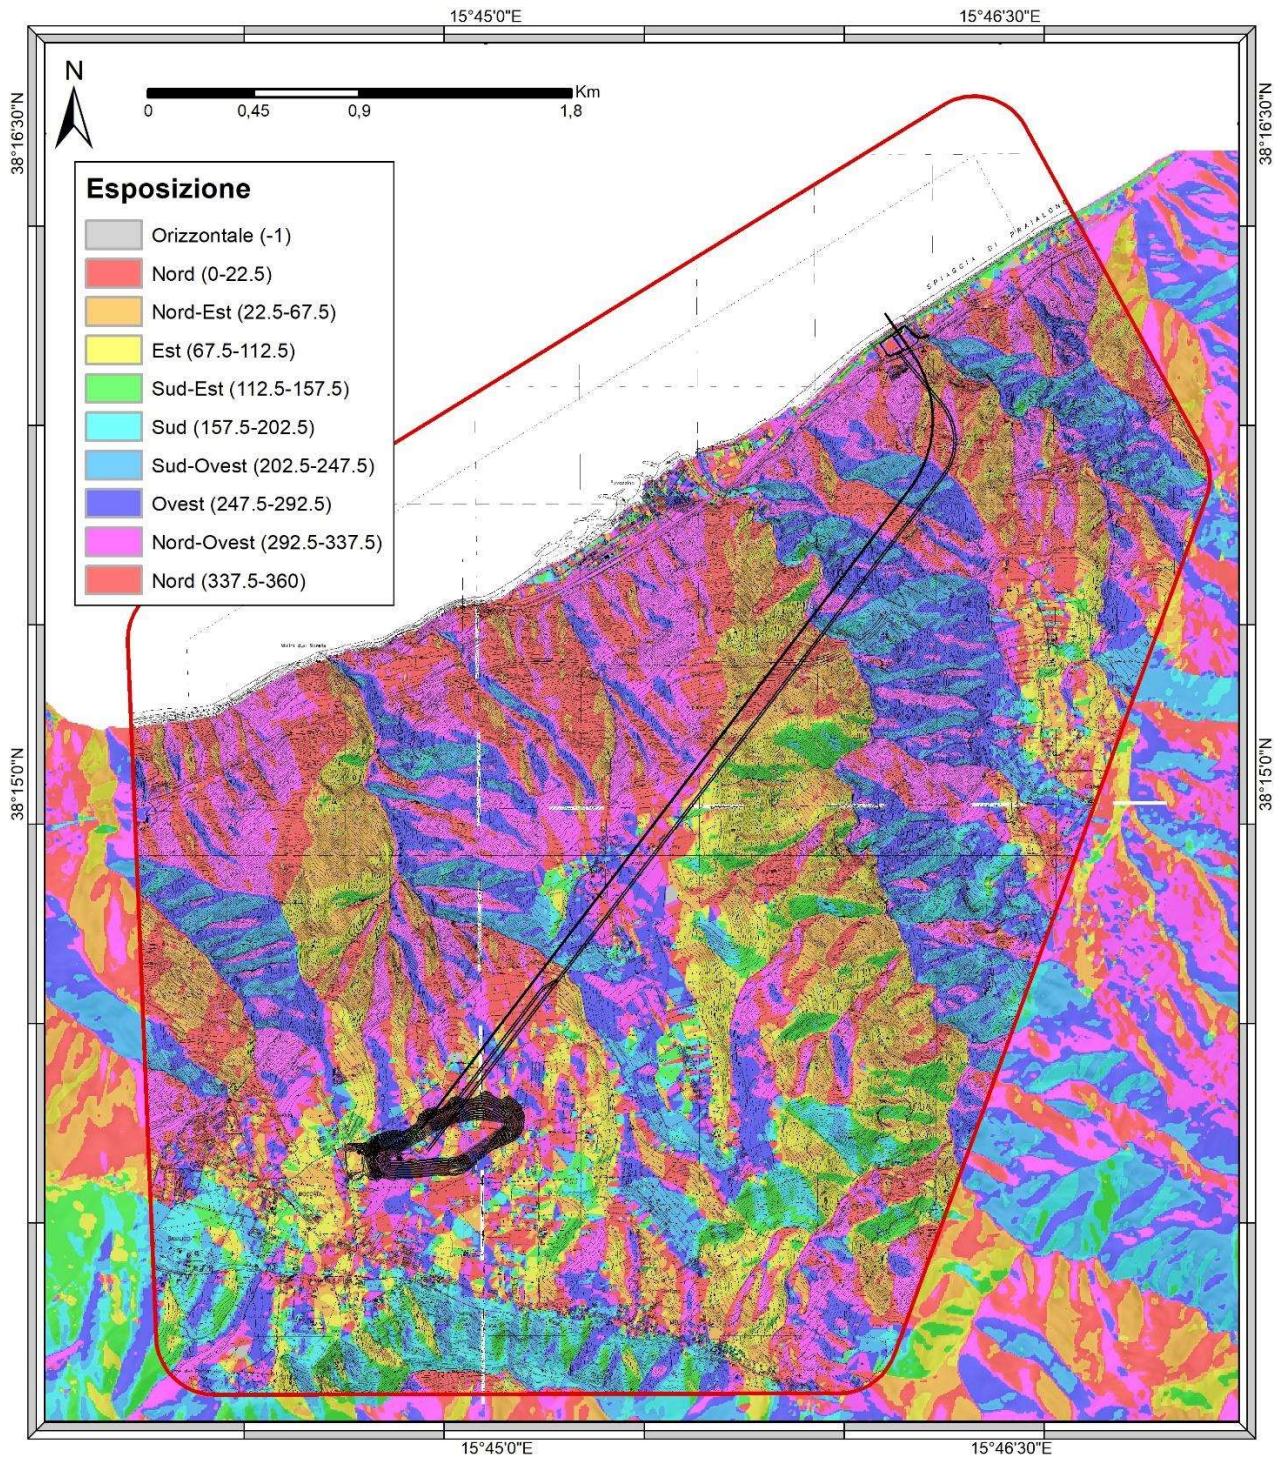 15°45'0"E
15°46'30"E
N
Km
0
0,45
0,9
1,8
38°16'30"N
38°16'30"N
Esposizione
Orizzontale (-1)
Nord (0-22.5)
Nord-Est (22.5-67.5)
Est (67.5-112.5)
Sud-Est (112.5-157.5)
Sud (157.5-202.5)
Sud-Ovest (202.5-247.5)
Ovest (247.5-292.5)
Nord-Ovest (292.5-337.5)
Nord (337.5-360)
SPIAGGIA DI PRAIALONG
38°15'0"N
38°15'0"N
15°45'0"E
15°46'30"E